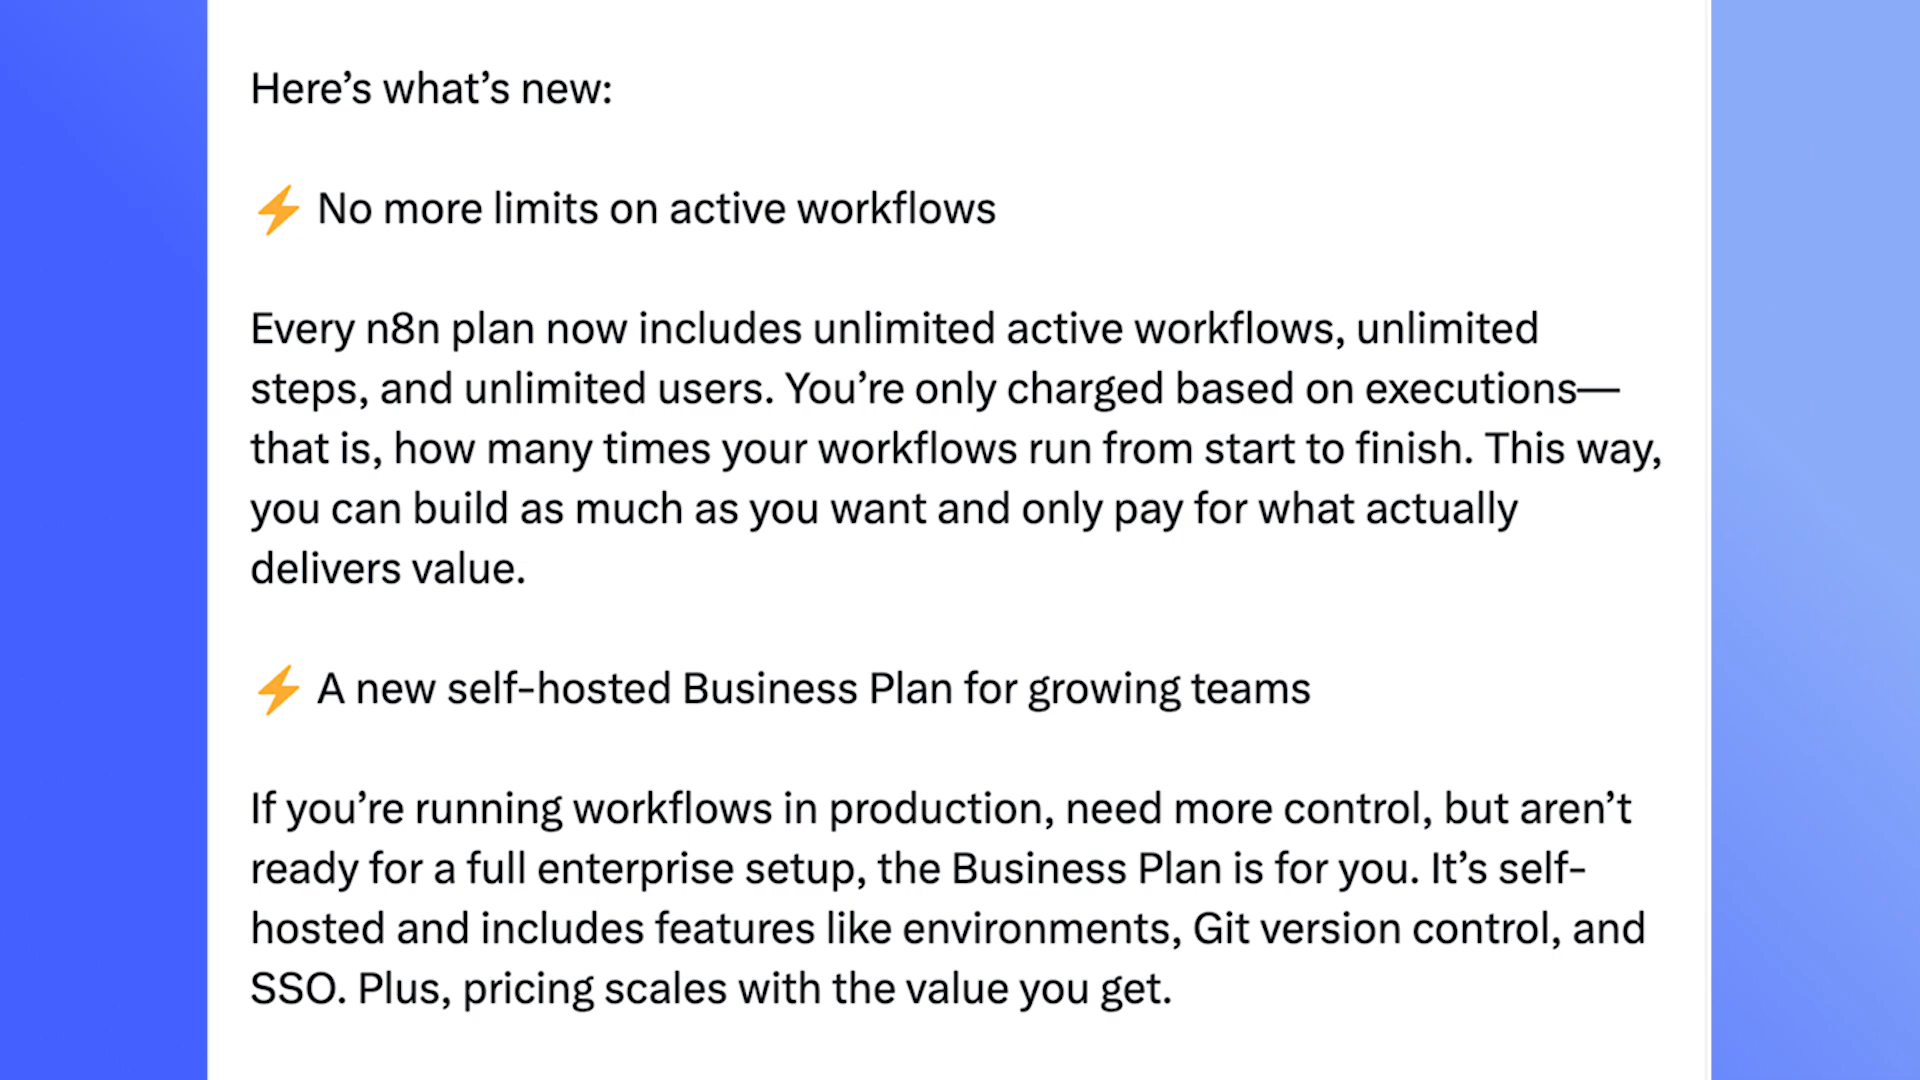 Here’s what’s new:
⚡ No more limits on active workflows
Every n8n plan now includes unlimited active workflows, unlimited
steps, and unlimited users. You’re only charged based on executions—
that is, how many times your workflows run from start to finish. This way,
you can build as much as you want and only pay for what actually
delivers value.
⚡ A new self-hosted Business Plan for growing teams
If you’re running workflows in production, need more control, but aren’t
ready for a full enterprise setup, the Business Plan is for you. It’s self-
hosted and includes features like environments, Git version control, and
SSO. Plus, pricing scales with the value you get.